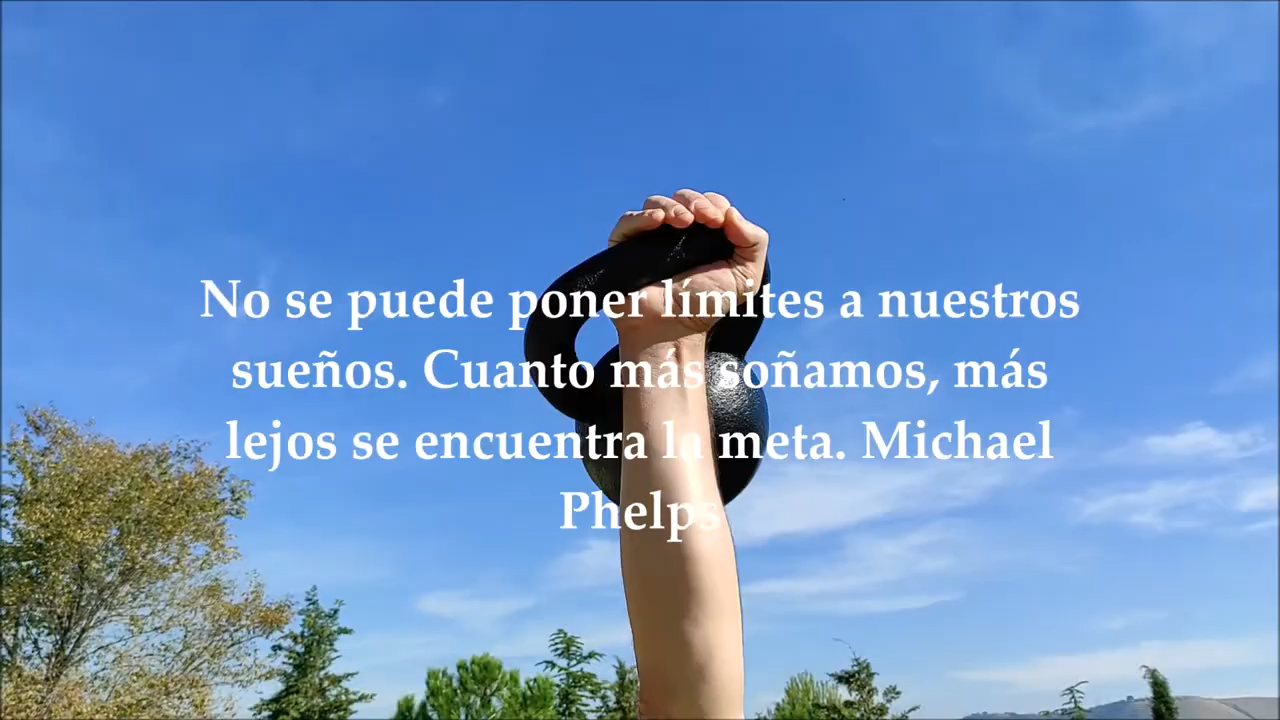 No se puede poner límites a nuestros
sueños. Cuanto más soñamos, más
lejos se encuentra la meta. Michael
Phelps